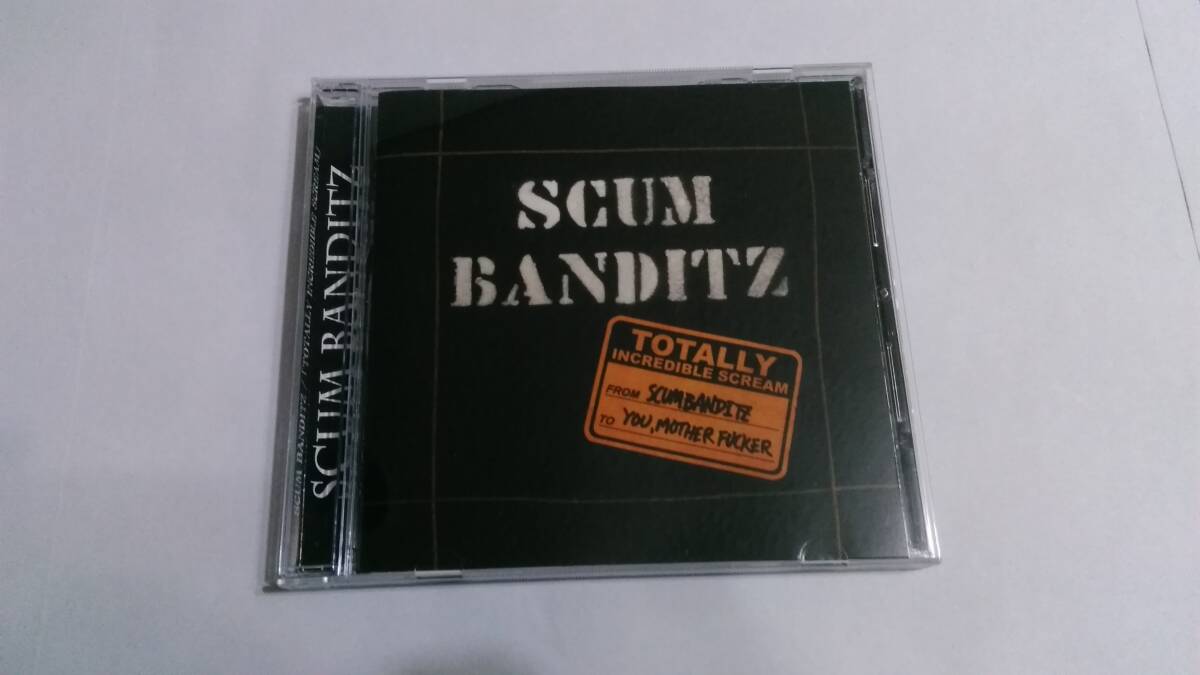 SCUM BANDITZ / TOTALLY INCREDIBLE SCREAM/
SCUM BANDITZ
SCUM
BANDITZ
TOTALLY
INCREDIBLE SCREAM
FROM SCUMBANDITZ
TO YOU, MOTHER FUCKER